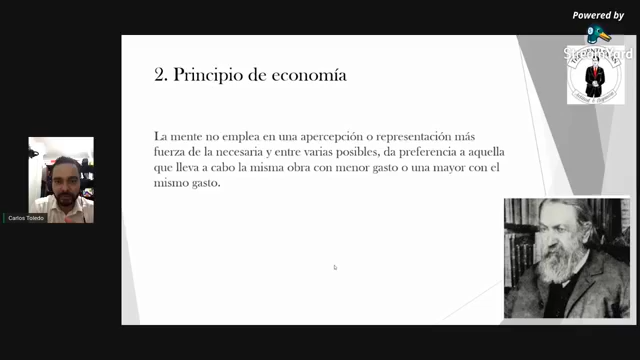 Powered by
StreamYard
2. Principio de economía
La mente no emplea en una apercepción o representación más
fuerza de la necesaria y entre varias posibles, da preferencia a aquella
que lleva a cabo la misma obra con menor gasto o una mayor con el
mismo gasto.
Carlos Toledo